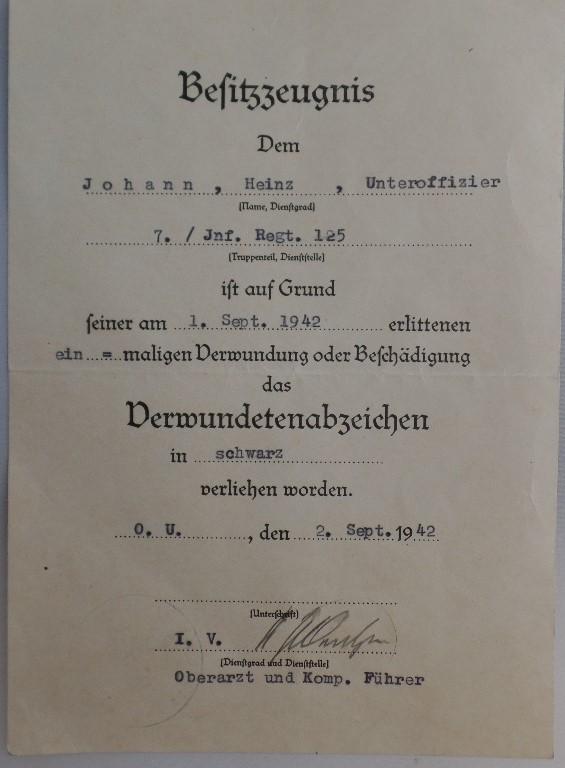 Besitzzeugnis
Dem
Johann, Heinz, Unteroffizier
(Name, Dienstgrad)
7. / Jnf. Regt. 125
(Truppenteil, Dienststelle)
ist auf Grund
seiner am 1. Sept. 1942 erlittenen
ein = maligen Verwundung oder Beschädigung
das
Verwundetenabzeichen
in schwarz
verliehen worden.
O. U., den 2. Sept. 1942
(Unterschrift)
I. V.
(Dienstgrad und Dienststelle)
Oberarzt und Komp. Führer